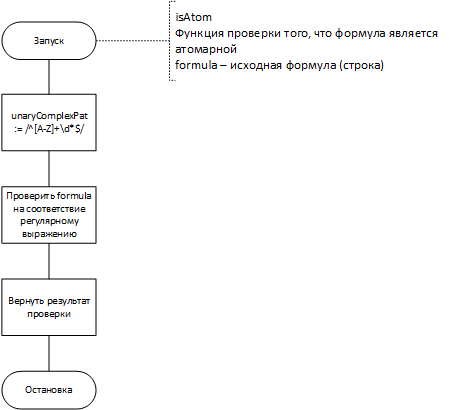 isAtom
Функция проверки того, что формула является
атомарной
formula – исходная формула (строка)
Запуск
unaryComplexPat
:= /^[A-Z]+\d*$/
Проверить formula
на соответствие
регулярному
выражению
Вернуть результат
проверки
Остановка